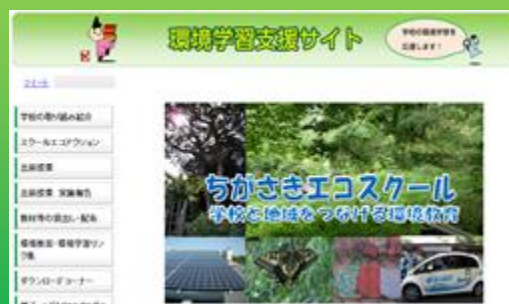 環境学習支援サイト
学校の環境学習を
応援します！
ツイート
学校の取り組み紹介
スクールエコアクション
出前授業
出前授業 実施報告
教材等の貸出し・配布
環境教育・環境学習リン
ク集
ダウンロードコーナー
ちがさきエコスクール
学校と地域をつなげる環境教育